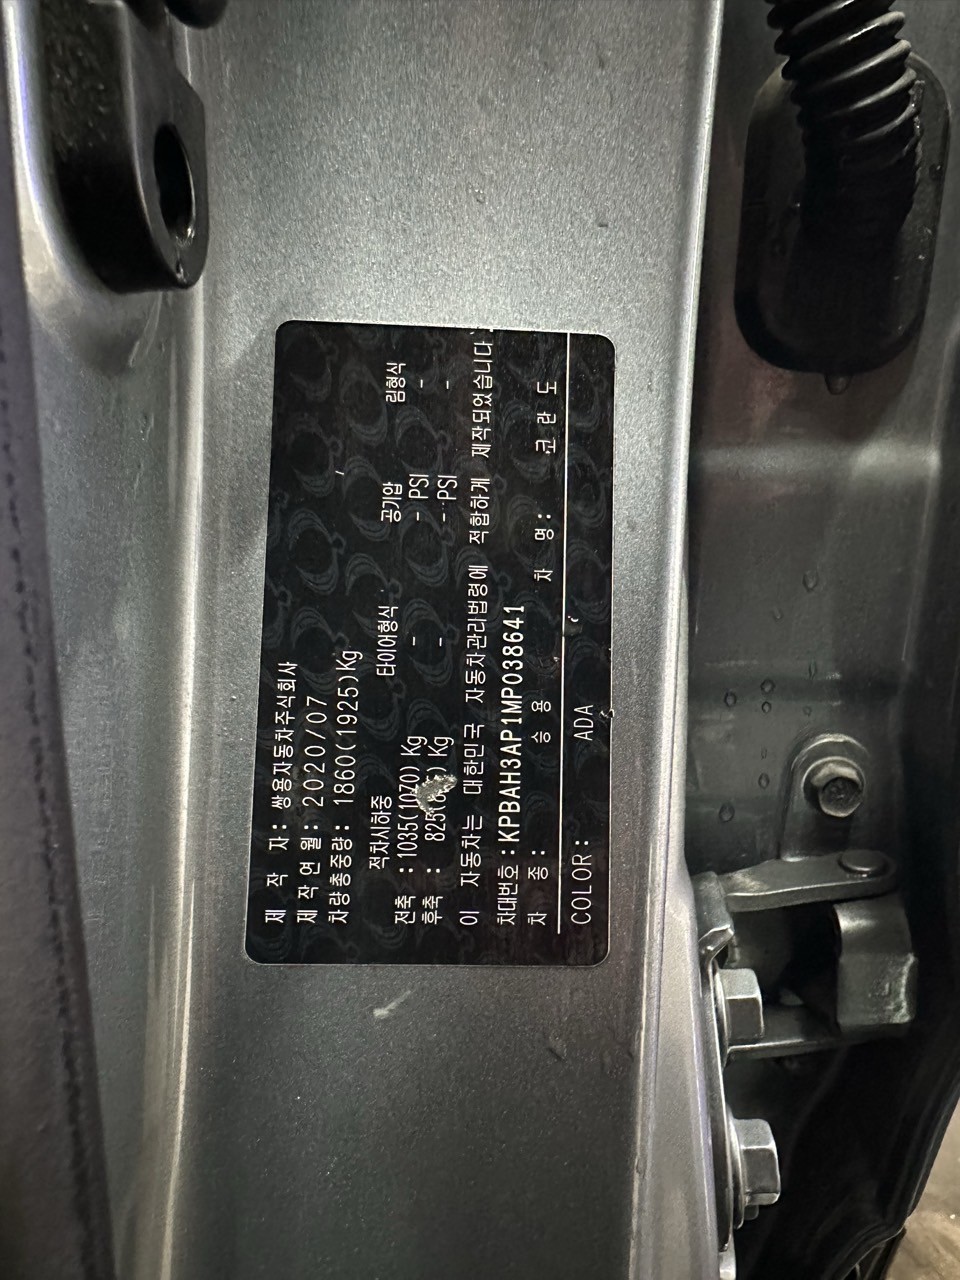 제 작 자: 쌍용자동차주식회사
제작연월: 2020/07
차량총중량: 1860(1925)Kg
적차시하중 타이어형식 공기압 림형식
전축 : 1035(1070) Kg - - PSI -
후축 : 825( ) Kg - - PSI -
이 자동차는 대한민국 자동차관리법령에 적합하게 제작되었습니다.
차대번호: KPBAH3AP1MP038641
차 종: 승 용 차 명: 코 란 도
COLOR: ADA